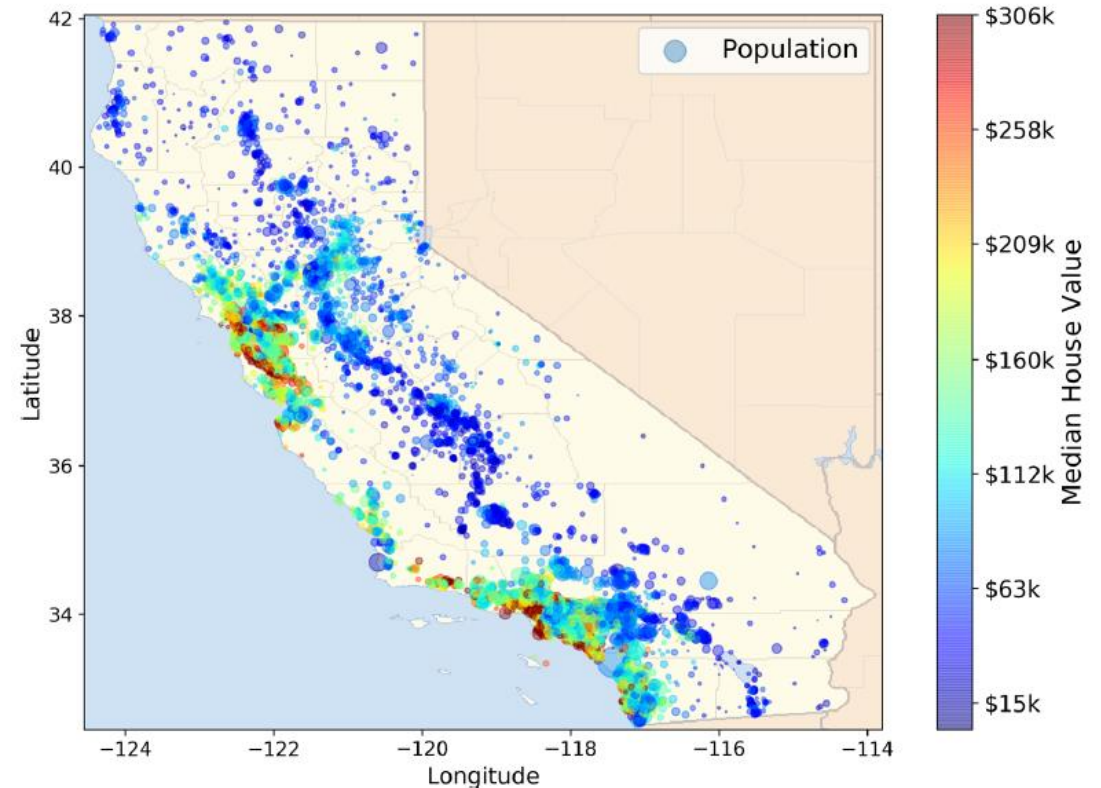 42
40
38
36
34
Latitude
−124
−122
−120
−118
−116
−114
Longitude
Population
$306k
$258k
$209k
$160k
$112k
$63k
$15k
Median House Value